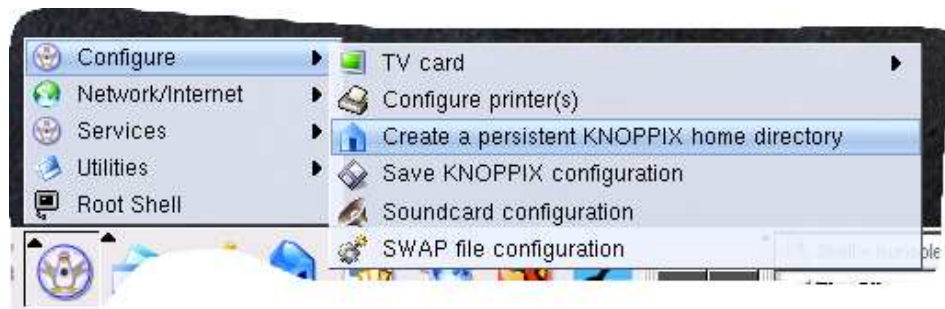 Configure
Network/Internet
Services
Utilities
Root Shell
TV card
Configure printer(s)
Create a persistent KNOPPIX home directory
Save KNOPPIX configuration
Soundcard configuration
SWAP file configuration